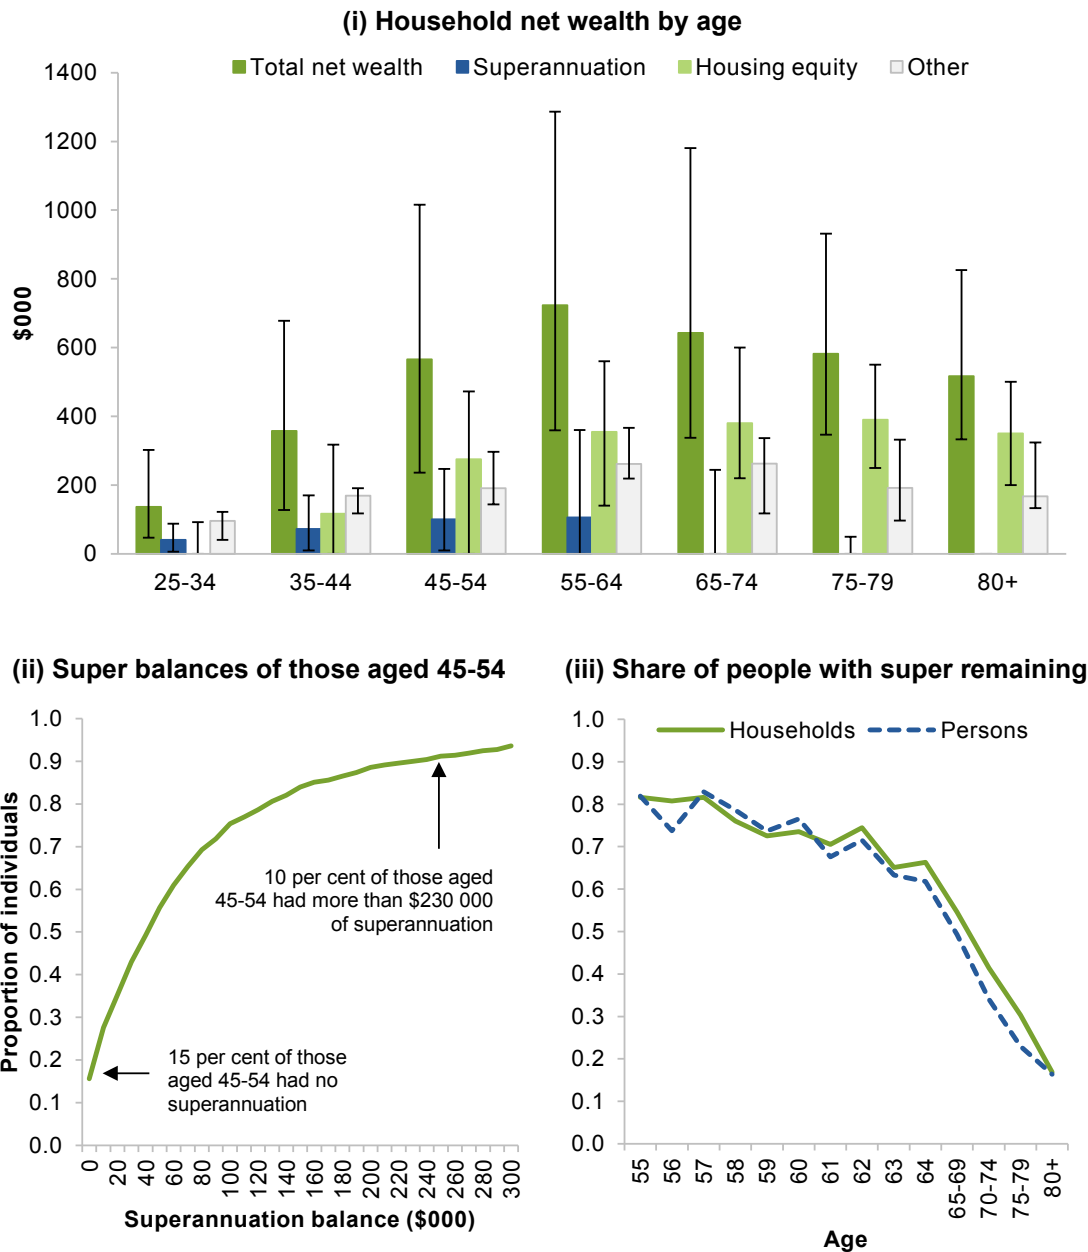 (i) Household net wealth by age
Total net wealth Superannuation Housing equity Other
1400
1200
1000
800
600
400
200
0
$000
25-34 35-44 45-54 55-64 65-74 75-79 80+
(ii) Super balances of those aged 45-54
1.0
0.9
0.8
0.7
0.6
0.5
0.4
0.3
0.2
0.1
0.0
Proportion of individuals
10 per cent of those aged
45-54 had more than $230 000
of superannuation
15 per cent of those
aged 45-54 had no
superannuation
0 20 40 60 80 100 120 140 160 180 200 220 240 260 280 300
Superannuation balance ($000)
(iii) Share of people with super remaining
Households Persons
1.0
0.9
0.8
0.7
0.6
0.5
0.4
0.3
0.2
0.1
0.0
55 56 57 58 59 60 61 62 63 64 65-69 70-74 75-79 80+
Age